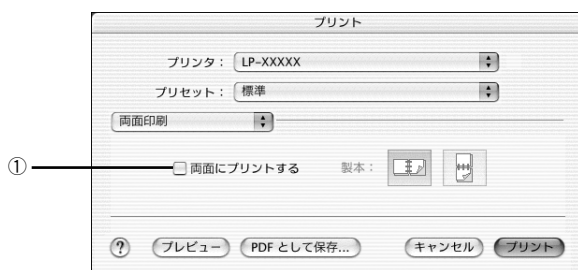 プリント
プリンタ： LP-XXXXX
プリセット： 標準
両面印刷
① 両面にプリントする 製本：
? プレビュー PDF として保存... キャンセル プリント